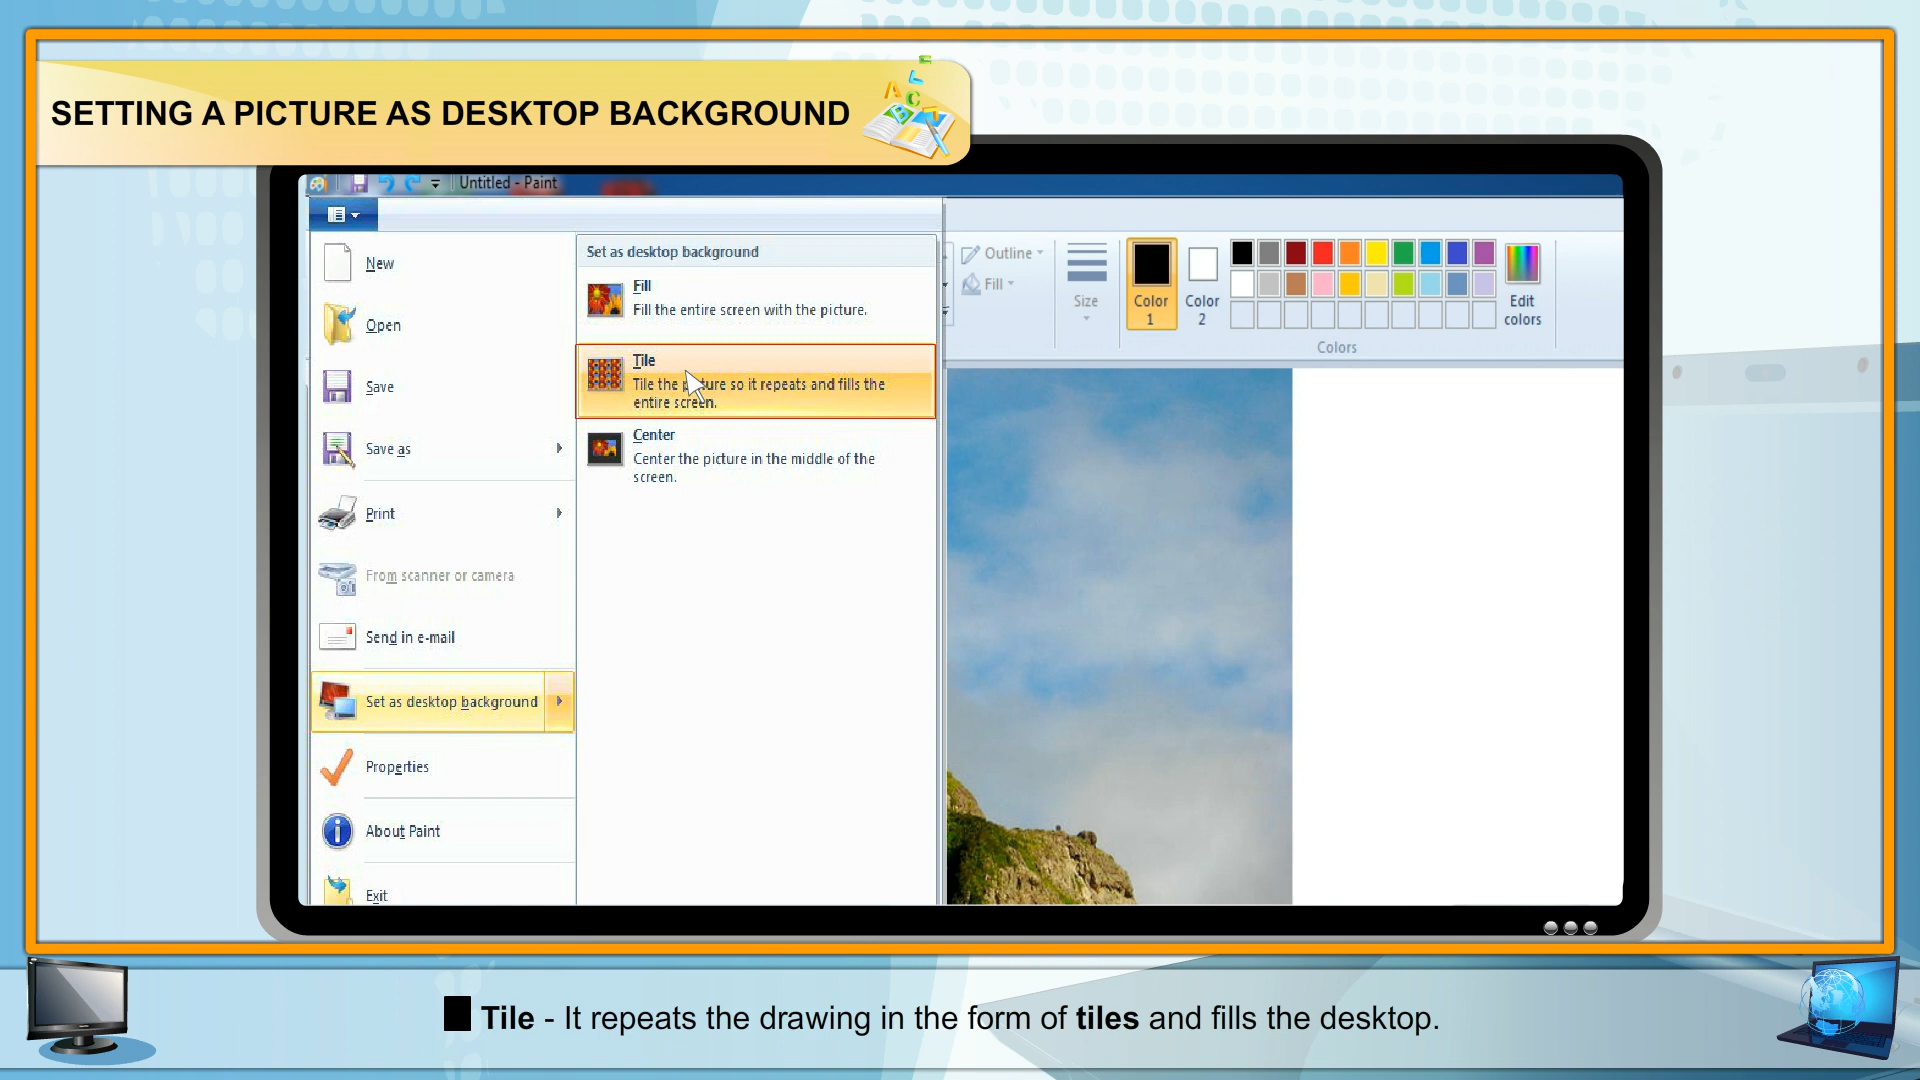 SETTING A PICTURE AS DESKTOP BACKGROUND
Untitled - Paint
New
Open
Save
Save as
Print
From scanner or camera
Send in e-mail
Set as desktop background
Properties
About Paint
Exit
Set as desktop background
Fill
Fill the entire screen with the picture.
Tile
Tile the picture so it repeats and fills the
entire screen.
Center
Center the picture in the middle of the
screen.
Outline
Fill
Size
Color
1
Color
2
Edit
colors
Colors
Tile - It repeats the drawing in the form of tiles and fills the desktop.